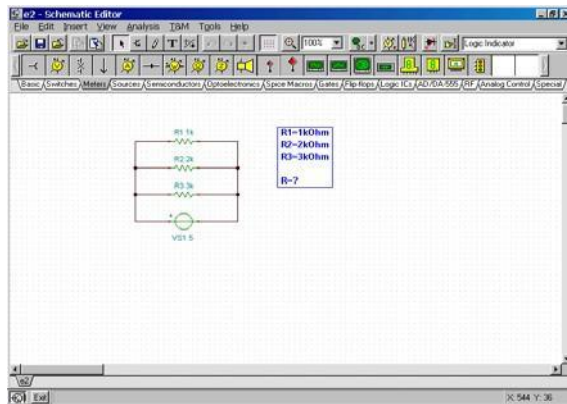 e2 - Schematic Editor
File Edit Insert View Analysis T&M Tools Help
100%
Logic Indicator
Basic Switches Meters Sources Semiconductors Optoelectronics Spice Macros Gates Flip-flops Logic ICs AD/DA-555 RF Analog Control Special
R1 1k
R2 2k
R3 3k
VS1 5
R1=1kOhm
R2=2kOhm
R3=3kOhm
R=?
e2
Exit
X: 544 Y: 36